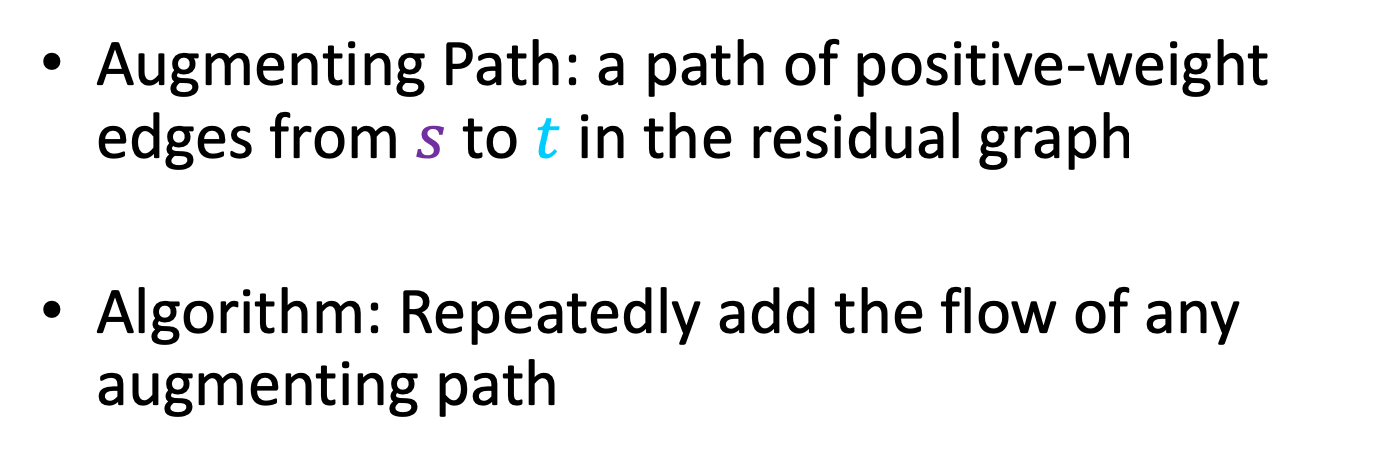 • Augmenting Path: a path of positive-weight
edges from s to t in the residual graph
• Algorithm: Repeatedly add the flow of any
augmenting path